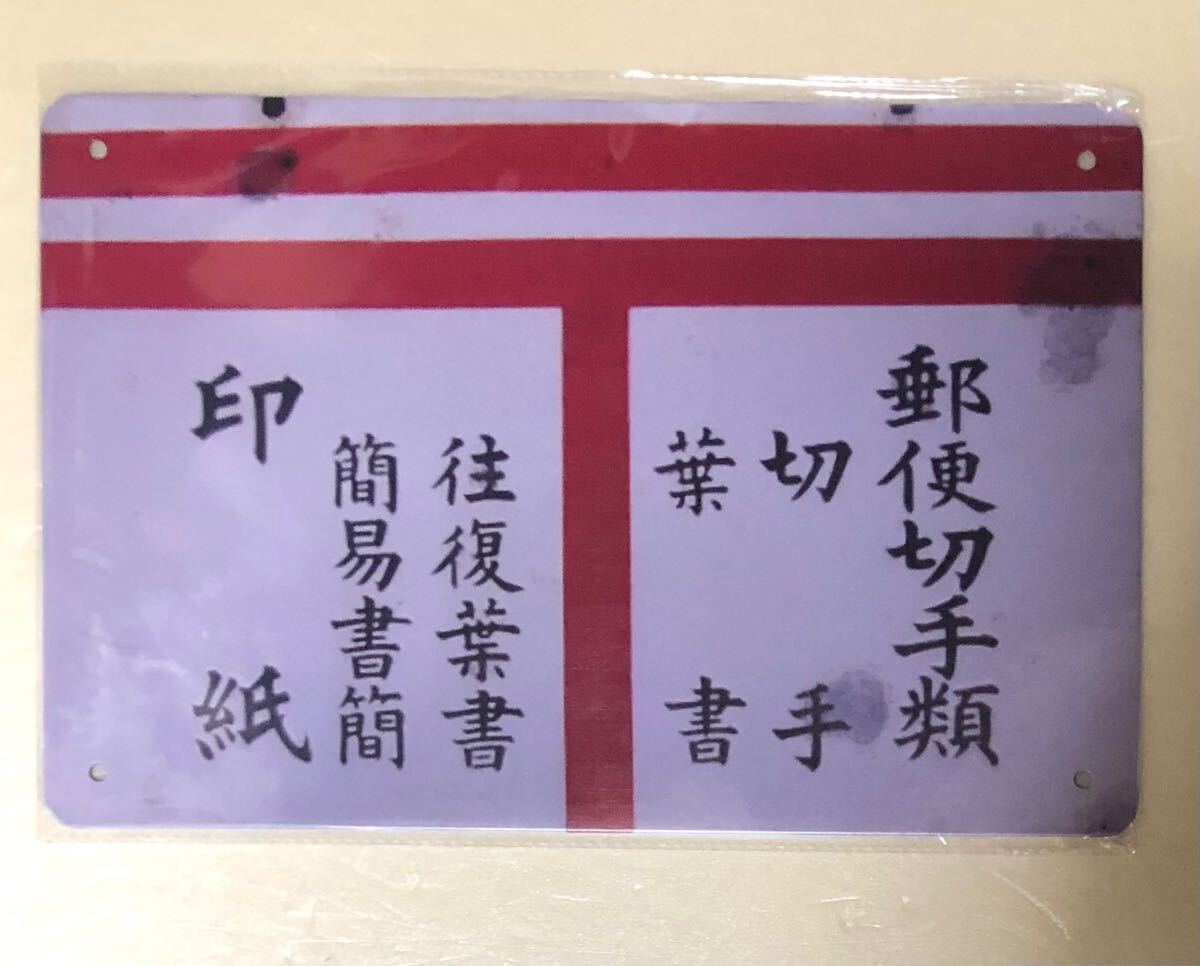 郵便切手類
切手
葉書
往復葉書
簡易書簡
印紙